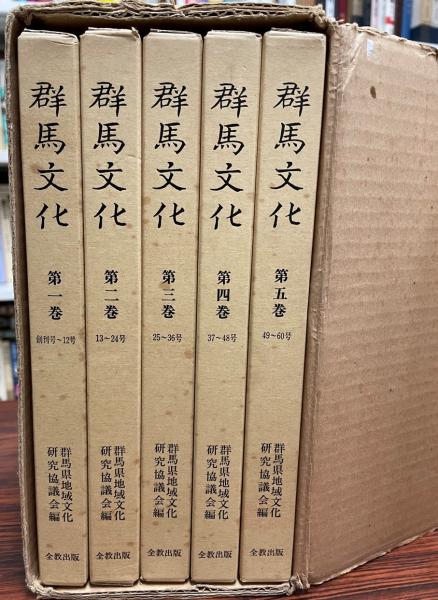 群馬文化
第一巻
創刊号~12号
群馬県地域文化
研究協議会編
全教出版
群馬文化
第二巻
13~24号
群馬県地域文化
研究協議会編
全教出版
群馬文化
第三巻
25~36号
群馬県地域文化
研究協議会編
全教出版
群馬文化
第四巻
37~48号
群馬県地域文化
研究協議会編
全教出版
群馬文化
第五巻
49~60号
群馬県地域文化
研究協議会編
全教出版